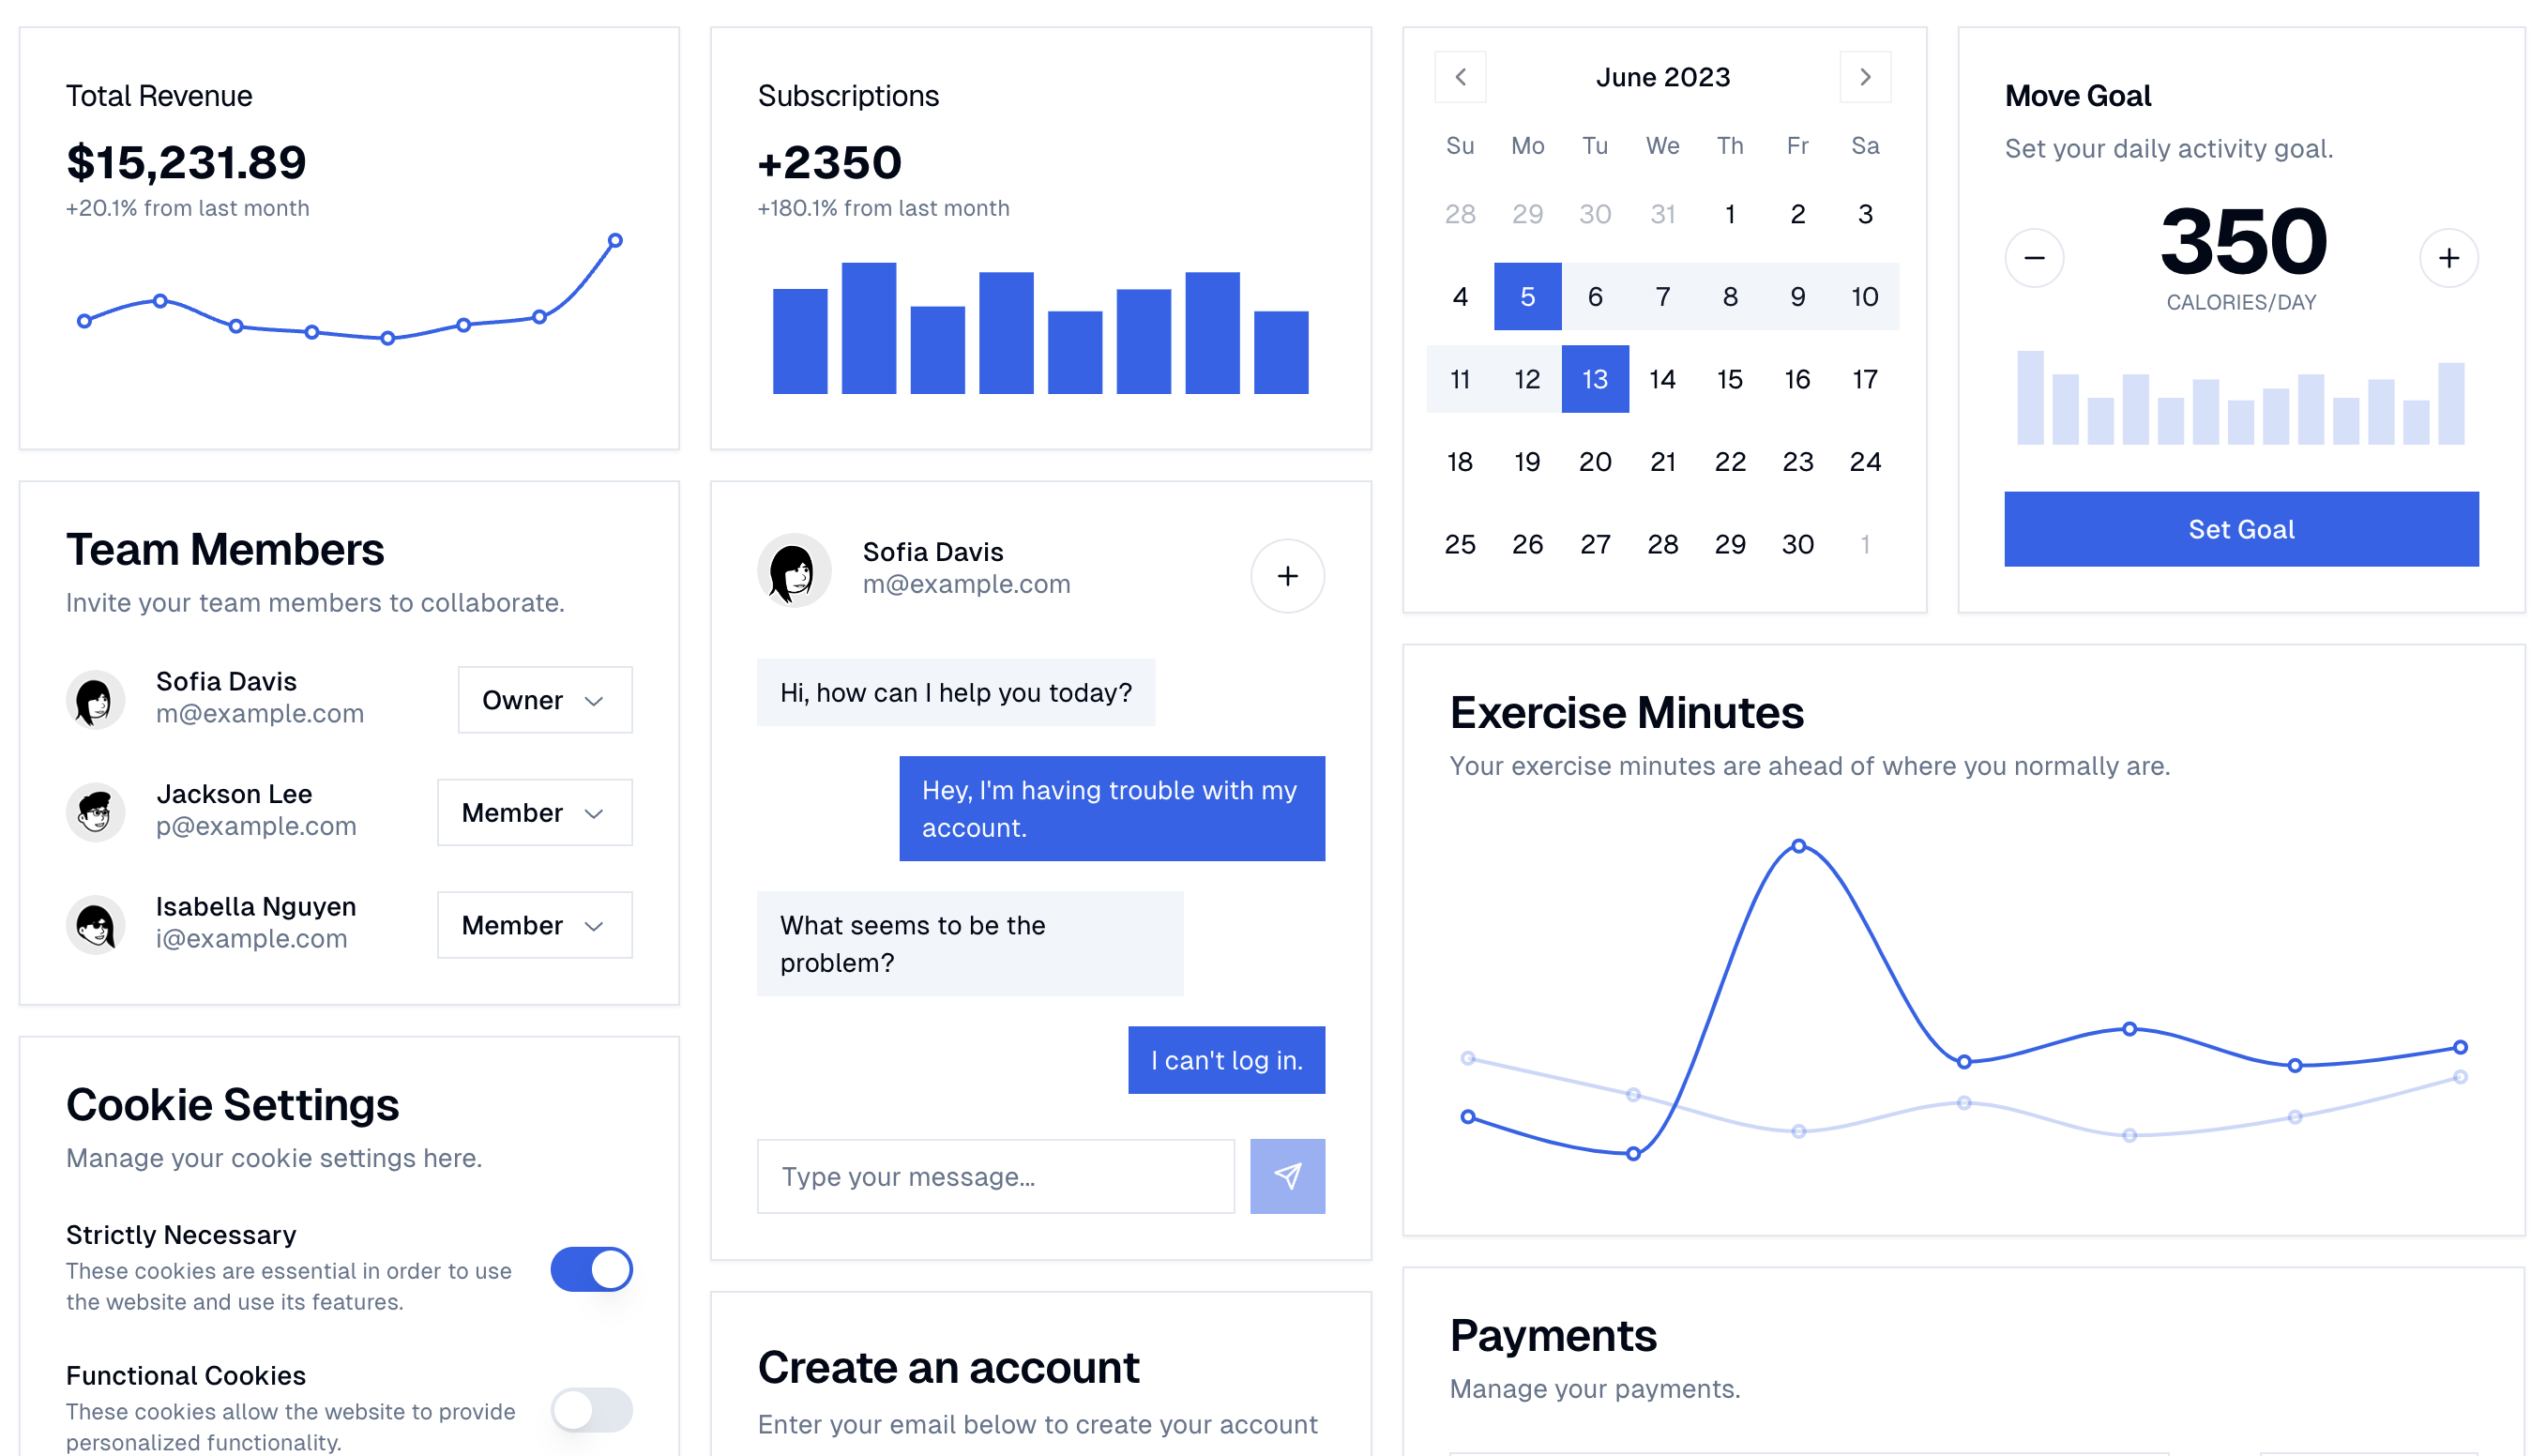 Total Revenue
$15,231.89
+20.1% from last month
Subscriptions
+2350
+180.1% from last month
June 2023
Su Mo Tu We Th Fr Sa
28 29 30 31 1 2 3
4 5 6 7 8 9 10
11 12 13 14 15 16 17
18 19 20 21 22 23 24
25 26 27 28 29 30 1
Move Goal
Set your daily activity goal.
350
CALORIES/DAY
Set Goal
Team Members
Invite your team members to collaborate.
Sofia Davis
m@example.com
Owner
Jackson Lee
p@example.com
Member
Isabella Nguyen
i@example.com
Member
Sofia Davis
m@example.com
Hi, how can I help you today?
Hey, I'm having trouble with my
account.
What seems to be the
problem?
I can't log in.
Type your message...
Exercise Minutes
Your exercise minutes are ahead of where you normally are.
Cookie Settings
Manage your cookie settings here.
Strictly Necessary
These cookies are essential in order to use
the website and use its features.
Functional Cookies
These cookies allow the website to provide
personalized functionality.
Create an account
Enter your email below to create your account
Payments
Manage your payments.